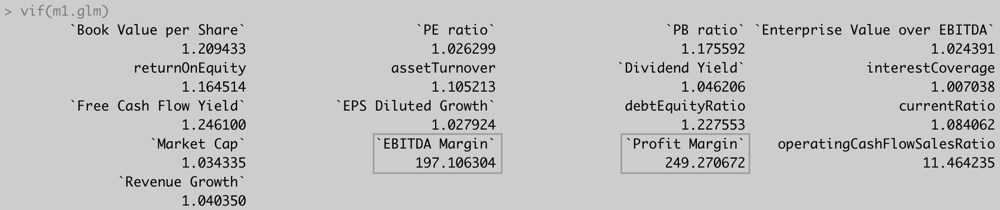 > vif(m1.glm)
`Book Value per Share` `PE ratio` `PB ratio` `Enterprise Value over EBITDA`
1.209433 1.026299 1.175592 1.024391
returnOnEquity assetTurnover `Dividend Yield` interestCoverage
1.164514 1.105213 1.046206 1.007038
`Free Cash Flow Yield` `EPS Diluted Growth` debtEquityRatio currentRatio
1.246100 1.027924 1.227553 1.084062
`Market Cap` `EBITDA Margin` `Profit Margin` operatingCashFlowSalesRatio
1.034335 197.106304 249.270672 11.464235
`Revenue Growth`
1.040350